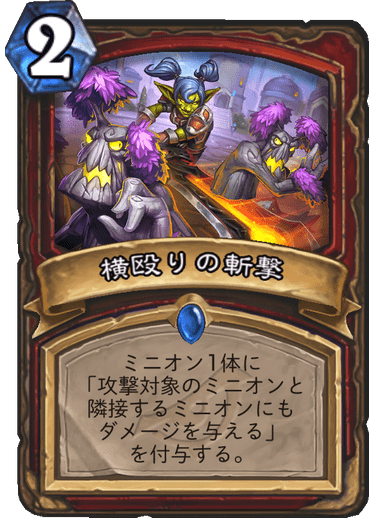 2
横殴りの斬撃
ミニオン1体に
「攻撃対象のミニオンと
隣接するミニオンにも
ダメージを与える」
を付与する。